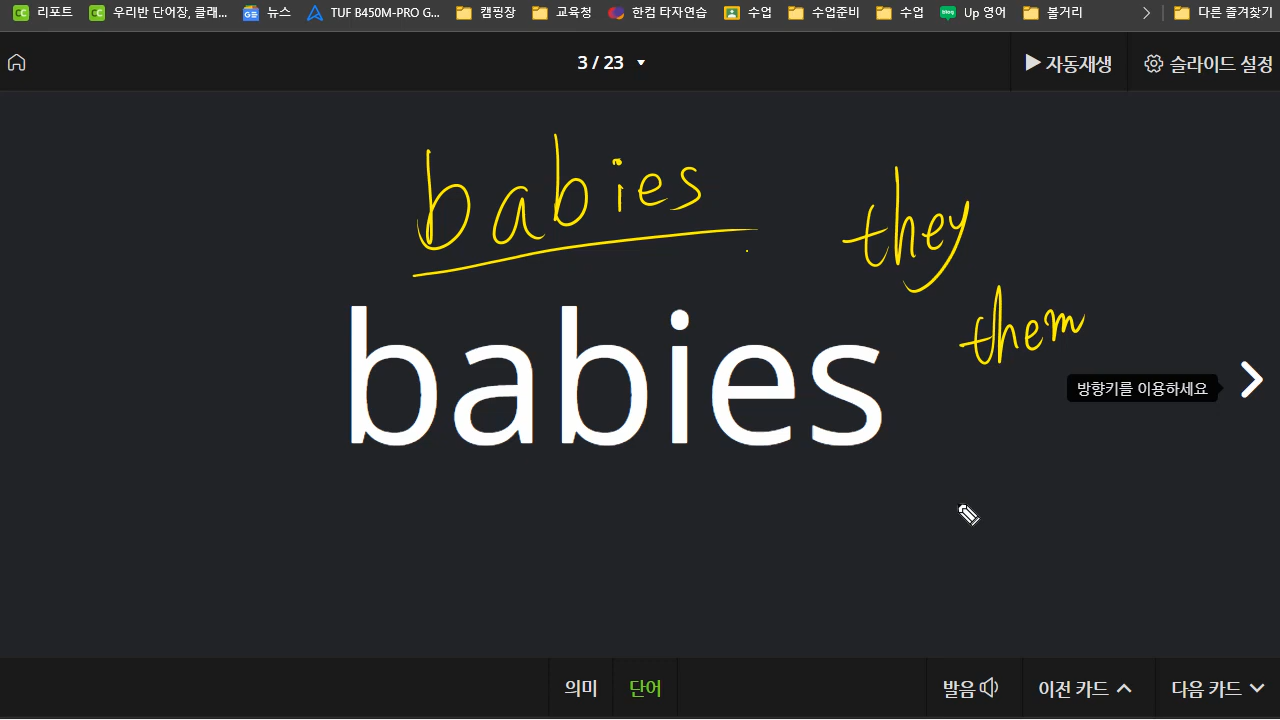 리포트 우리반 단어장, 클래... 뉴스 TUF B450M-PRO G... 캠핑장 교육청 한컴 타자연습 수업 수업준비 수업 Up 영어 볼거리 다른 즐겨찾기
3 / 23 자동재생 슬라이드 설정
babies
they
them
babies
방향키를 이용하세요
의미 단어 발음 이전 카드 다음 카드